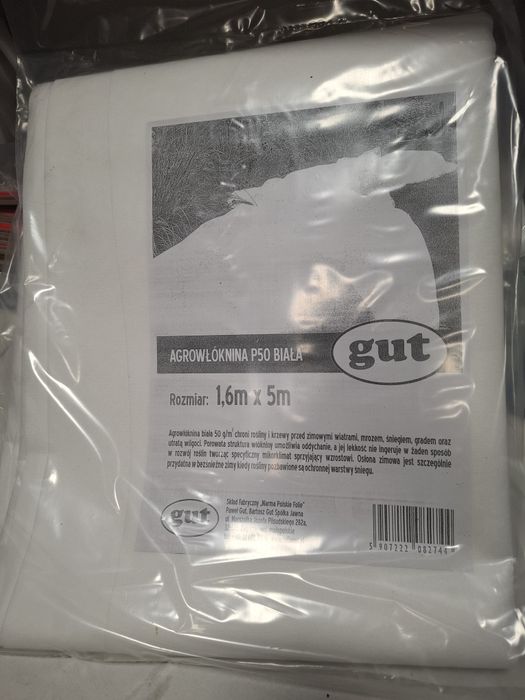 AGROWŁÓKNINA P50 BIAŁA
gut
Rozmiar: 1,6m x 5m
Agrowłóknina biała 50 g/m² chroni rośliny i krzewy przed zimowymi wiatrami, mrozem, śniegiem, gradem oraz
utratą wilgoci. Porowata struktura włókniny umożliwia oddychanie, a jej lekkość nie ingeruje w żaden sposób
w rozwój roślin tworząc specyficzny mikroklimat sprzyjający wzrostowi. Osłona zimowa jest szczególnie
przydatna w bezśnieżne zimy kiedy rośliny pozbawione są ochronnej warstwy śniegu.
gut
Skład Fabryczny „Marma Polskie Folie"
Paweł Gut, Bartosz Gut Spółka Jawna
ul. Marszałka Józefa Piłsudskiego 282a,
małopolskie
5 907222 082744